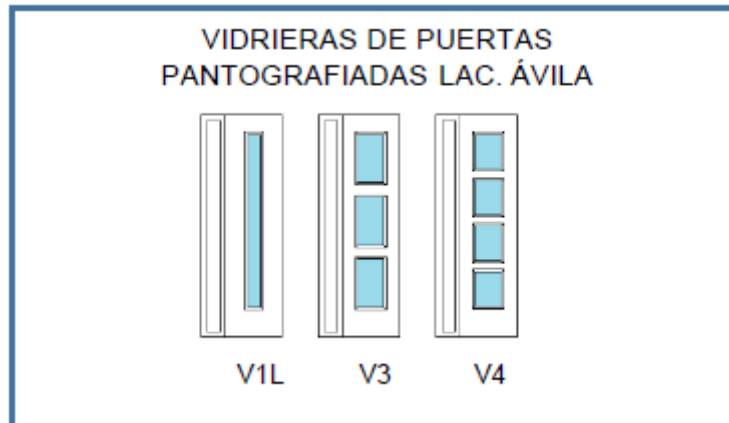 VIDRIERAS DE PUERTAS
PANTOGRAFIADAS LAC. ÁVILA
V1L V3 V4